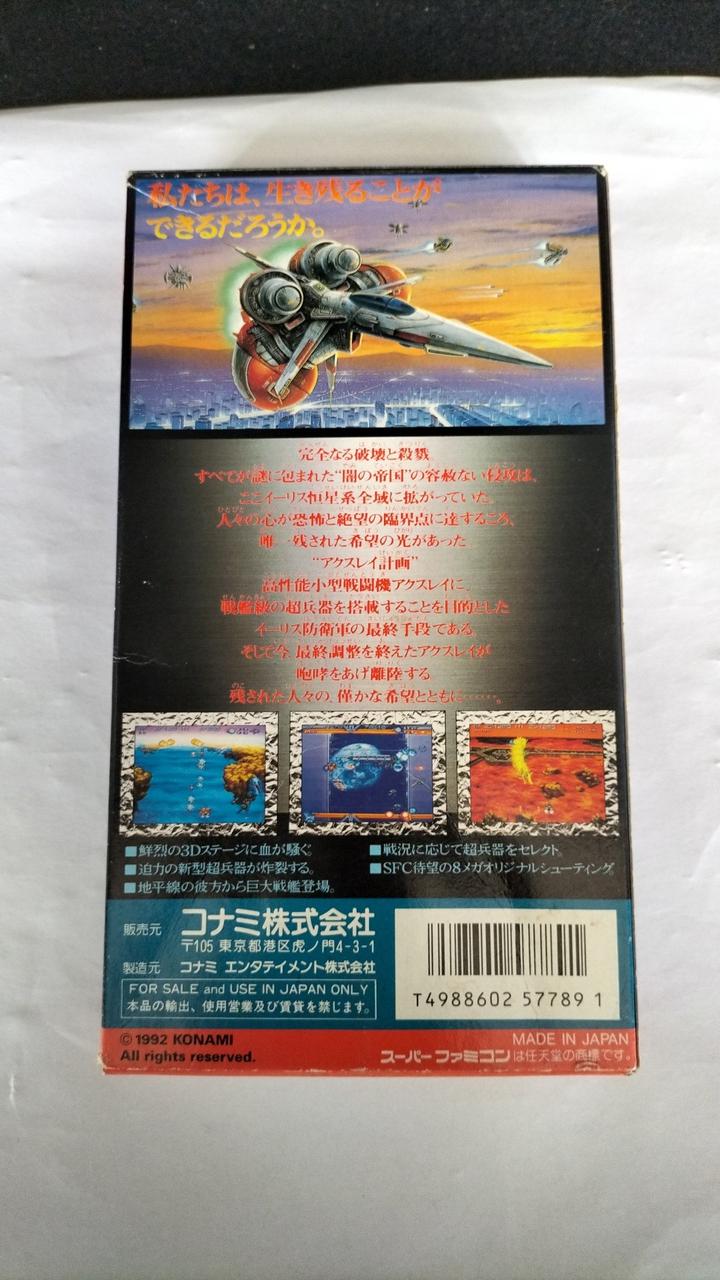 私たちは、生き残ることが
できるだろうか。
完全なる破壊と殺戮。
すべてが謎に包まれた“闇の帝国”の容赦ない侵攻は、
ここイーリス恒星系全域に拡がっていた。
人々の心が恐怖と絶望の臨界点に達するころ、
唯一残された希望の光があった。
“アクスレイ計画”
高性能小型戦闘機アクスレイに、
戦艦級の超兵器を搭載することを目的とした
イーリス防衛軍の最終手段である。
そして今、最終調整を終えたアクスレイが
咆哮をあげ離陸する。
残された人々の、僅かな希望とともに……。
■鮮烈の3Dステージに血が騒ぐ。
■迫力の新型超兵器が炸裂する。
■地平線の彼方から巨大戦艦登場。
■戦況に応じて超兵器をセレクト。
■SFC待望の8メガオリジナルシューティング。
販売元 コナミ株式会社
〒105 東京都港区虎ノ門4-3-1
製造元 コナミ エンタテイメント株式会社
FOR SALE and USE IN JAPAN ONLY
本品の輸出、使用営業及び賃貸を禁じます。
T4988602 57789 1
©1992 KONAMI
All rights reserved.
MADE IN JAPAN
スーパーファミコンは任天堂の商標です。